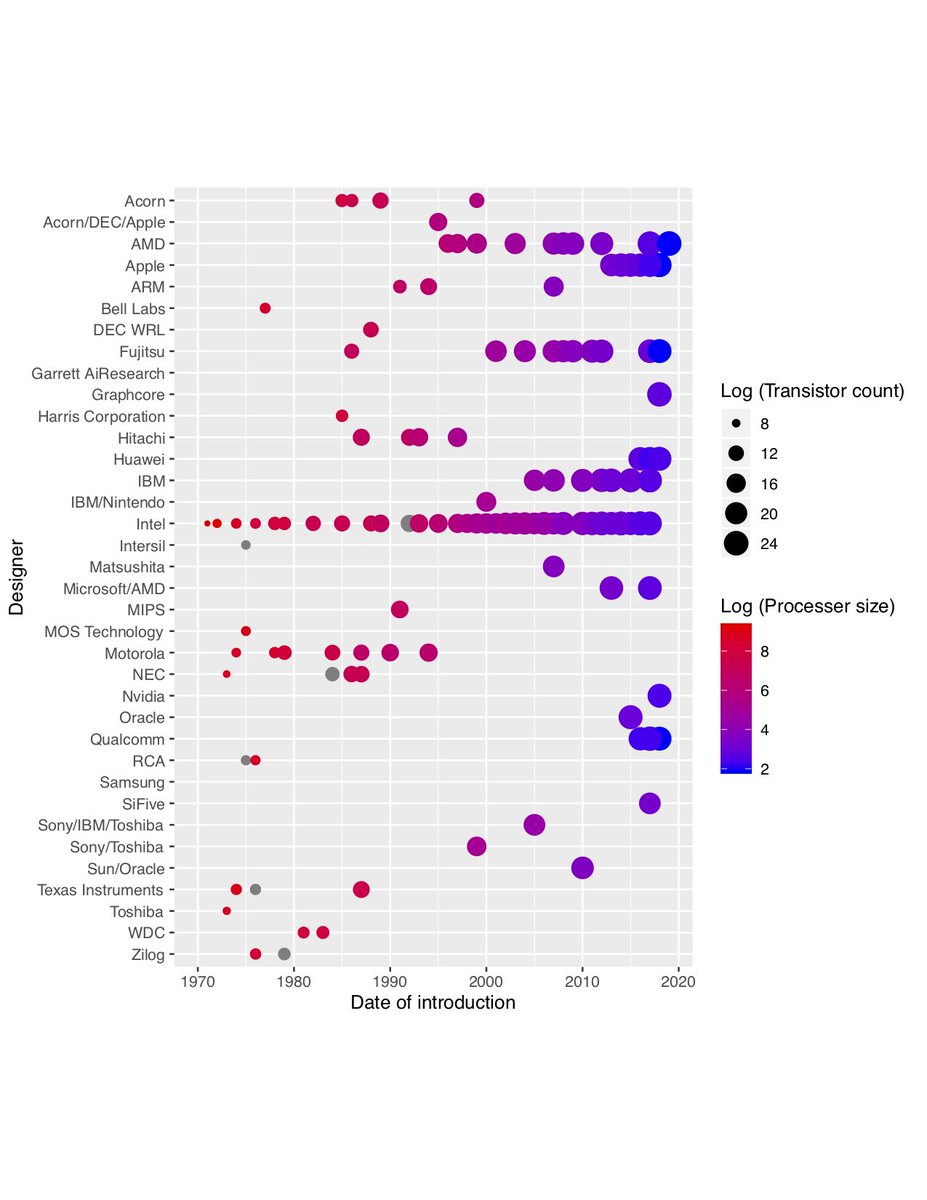 Acorn
Acorn/DEC/Apple
AMD
Apple
ARM
Bell Labs
DEC WRL
Fujitsu
Garrett AiResearch
Graphcore
Harris Corporation
Hitachi
Huawei
IBM
IBM/Nintendo
Intel
Intersil
Matsushita
Microsoft/AMD
MIPS
MOS Technology
Motorola
NEC
Nvidia
Oracle
Qualcomm
RCA
Samsung
SiFive
Sony/IBM/Toshiba
Sony/Toshiba
Sun/Oracle
Texas Instruments
Toshiba
WDC
Zilog
Designer
1970 1980 1990 2000 2010 2020
Date of introduction
Log (Transistor count)
8
12
16
20
24
Log (Processer size)
8
6
4
2